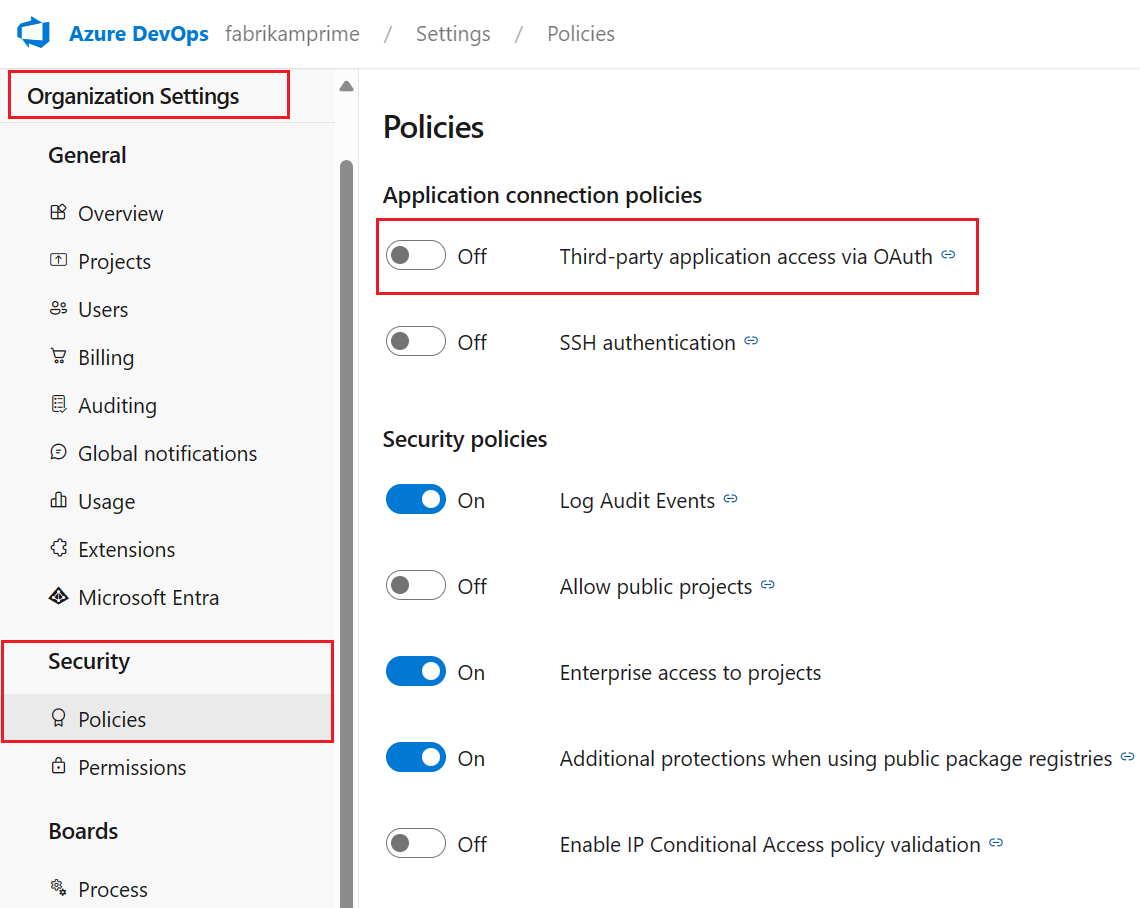 Azure DevOps fabrikamprime / Settings / Policies
Organization Settings
General
Overview
Projects
Users
Billing
Auditing
Global notifications
Usage
Extensions
Microsoft Entra
Security
Policies
Permissions
Boards
Process
Policies
Application connection policies
Off Third-party application access via OAuth
Off SSH authentication
Security policies
On Log Audit Events
Off Allow public projects
On Enterprise access to projects
On Additional protections when using public package registries
Off Enable IP Conditional Access policy validation